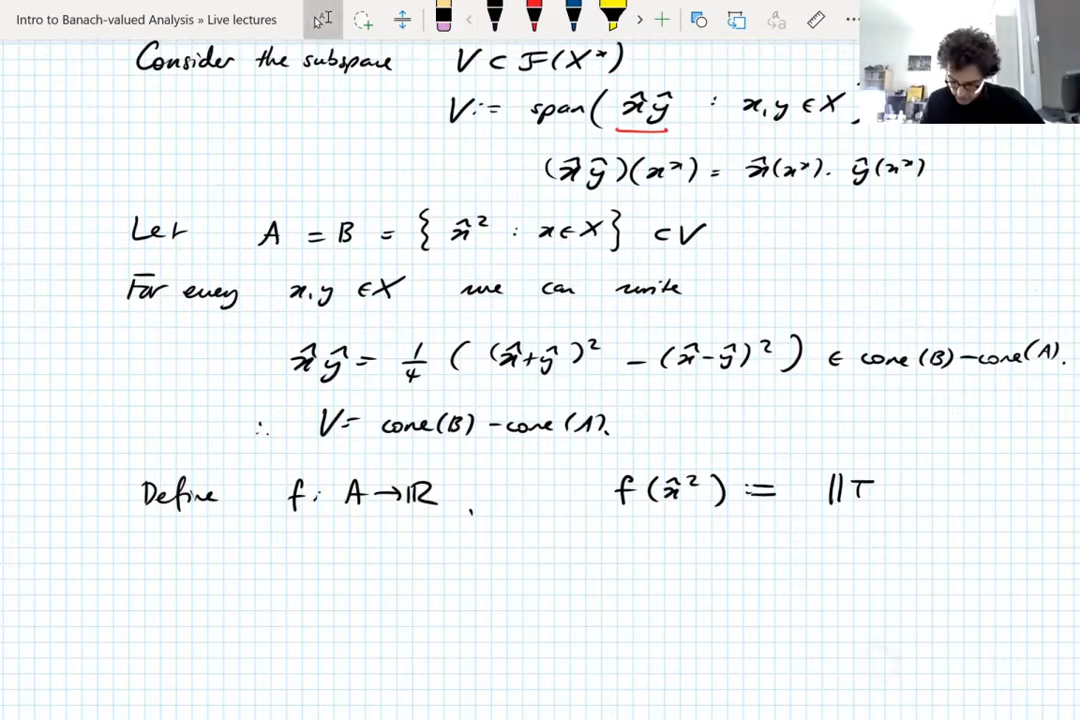 Intro to Banach-valued Analysis » Live lectures
Consider the subspace V ⊂ F(X*)
V := span( x̂ŷ : x, y ∈ X
(x̂ŷ)(x*) = x̂(x*). ŷ(x*)
Let A = B = { x̂² : x ∈ X } ⊂ V
For every x, y ∈ X we can write
x̂ŷ = 1/4 ( (x̂+ŷ)² - (x̂-ŷ)² ) ∈ cone(B) - cone(A).
∴ V = cone(B) - cone(A).
Define f: A → ℝ, f(x̂²) := ||T